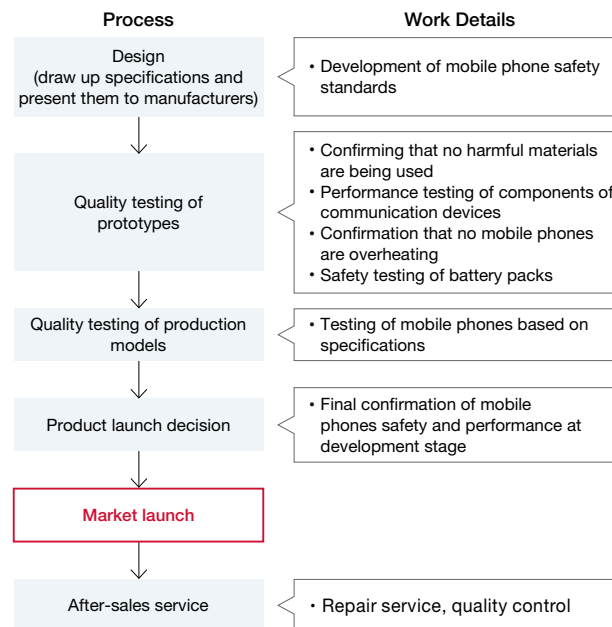 Process
Work Details
Design
(draw up specifications and
present them to manufacturers)
• Development of mobile phone safety
standards
Quality testing of
prototypes
• Confirming that no harmful materials
are being used
• Performance testing of components of
communication devices
• Confirmation that no mobile phones
are overheating
• Safety testing of battery packs
Quality testing of production
models
• Testing of mobile phones based on
specifications
Product launch decision
• Final confirmation of mobile
phones safety and performance at
development stage
Market launch
After-sales service
• Repair service, quality control